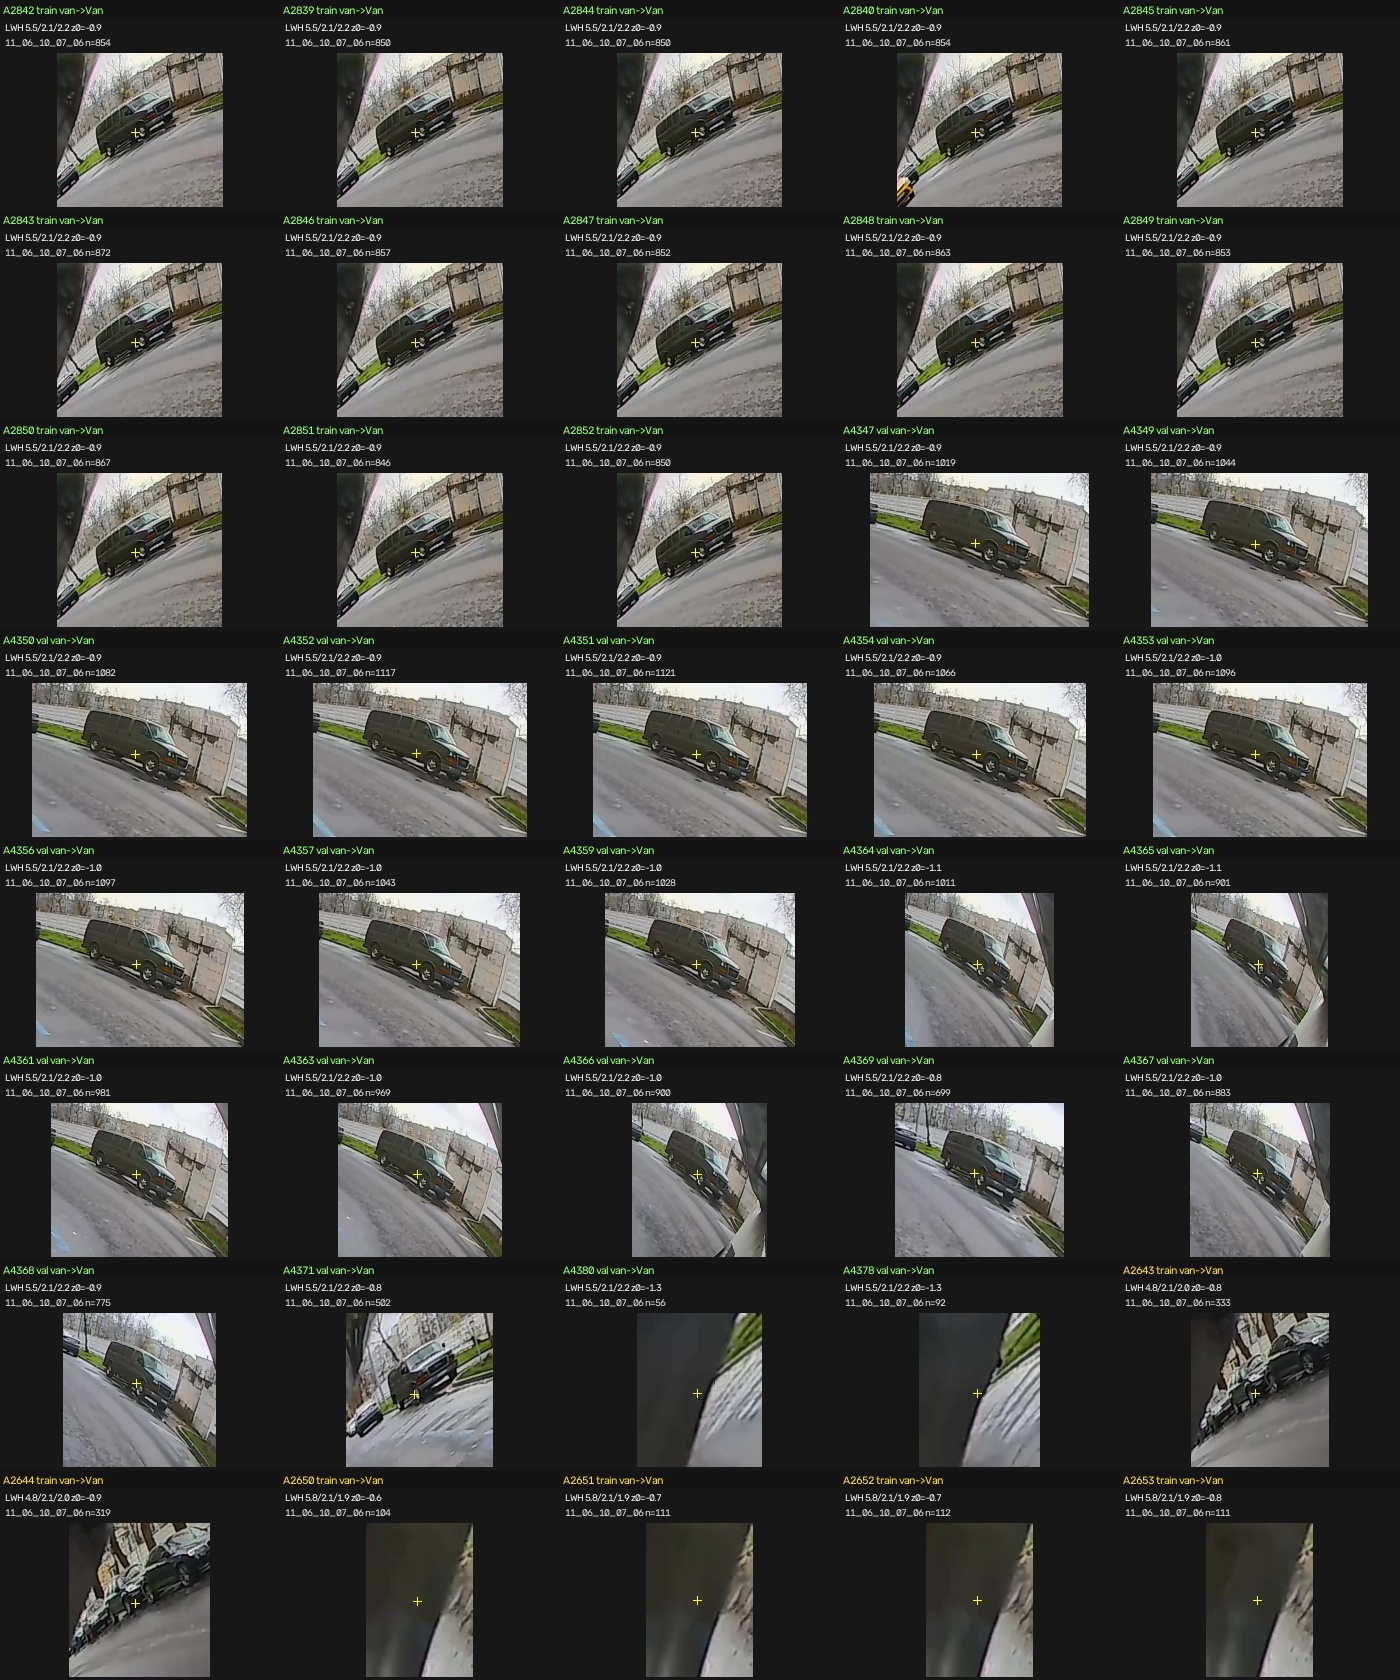 A2842 train van->Van
LWH 5.5/2.1/2.2 z0=-0.9
11_06_10_07_06 n=854
A2839 train van->Van
LWH 5.5/2.1/2.2 z0=-0.9
11_06_10_07_06 n=850
A2844 train van->Van
LWH 5.5/2.1/2.2 z0=-0.9
11_06_10_07_06 n=850
A2840 train van->Van
LWH 5.5/2.1/2.2 z0=-0.9
11_06_10_07_06 n=854
A2845 train van->Van
LWH 5.5/2.1/2.2 z0=-0.9
11_06_10_07_06 n=861
A2843 train van->Van
LWH 5.5/2.1/2.2 z0=-0.9
11_06_10_07_06 n=872
A2846 train van->Van
LWH 5.5/2.1/2.2 z0=-0.9
11_06_10_07_06 n=857
A2847 train van->Van
LWH 5.5/2.1/2.2 z0=-0.9
11_06_10_07_06 n=852
A2848 train van->Van
LWH 5.5/2.1/2.2 z0=-0.9
11_06_10_07_06 n=863
A2849 train van->Van
LWH 5.5/2.1/2.2 z0=-0.9
11_06_10_07_06 n=853
A2850 train van->Van
LWH 5.5/2.1/2.2 z0=-0.9
11_06_10_07_06 n=867
A2851 train van->Van
LWH 5.5/2.1/2.2 z0=-0.9
11_06_10_07_06 n=846
A2852 train van->Van
LWH 5.5/2.1/2.2 z0=-0.9
11_06_10_07_06 n=850
A4347 val van->Van
LWH 5.5/2.1/2.2 z0=-0.9
11_06_10_07_06 n=1019
A4349 val van->Van
LWH 5.5/2.1/2.2 z0=-0.9
11_06_10_07_06 n=1044
A4350 val van->Van
LWH 5.5/2.1/2.2 z0=-0.9
11_06_10_07_06 n=1082
A4352 val van->Van
LWH 5.5/2.1/2.2 z0=-0.9
11_06_10_07_06 n=1117
A4351 val van->Van
LWH 5.5/2.1/2.2 z0=-0.9
11_06_10_07_06 n=1121
A4354 val van->Van
LWH 5.5/2.1/2.2 z0=-0.9
11_06_10_07_06 n=1066
A4353 val van->Van
LWH 5.5/2.1/2.2 z0=-1.0
11_06_10_07_06 n=1096
A4356 val van->Van
LWH 5.5/2.1/2.2 z0=-1.0
11_06_10_07_06 n=1097
A4357 val van->Van
LWH 5.5/2.1/2.2 z0=-1.0
11_06_10_07_06 n=1043
A4359 val van->Van
LWH 5.5/2.1/2.2 z0=-1.0
11_06_10_07_06 n=1028
A4364 val van->Van
LWH 5.5/2.1/2.2 z0=-1.1
11_06_10_07_06 n=1011
A4365 val van->Van
LWH 5.5/2.1/2.2 z0=-1.1
11_06_10_07_06 n=901
A4361 val van->Van
LWH 5.5/2.1/2.2 z0=-1.0
11_06_10_07_06 n=981
A4363 val van->Van
LWH 5.5/2.1/2.2 z0=-1.0
11_06_10_07_06 n=969
A4366 val van->Van
LWH 5.5/2.1/2.2 z0=-1.0
11_06_10_07_06 n=900
A4369 val van->Van
LWH 5.5/2.1/2.2 z0=-0.8
11_06_10_07_06 n=699
A4367 val van->Van
LWH 5.5/2.1/2.2 z0=-1.0
11_06_10_07_06 n=883
A4368 val van->Van
LWH 5.5/2.1/2.2 z0=-0.9
11_06_10_07_06 n=775
A4371 val van->Van
LWH 5.5/2.1/2.2 z0=-0.8
11_06_10_07_06 n=502
A4380 val van->Van
LWH 5.5/2.1/2.2 z0=-1.3
11_06_10_07_06 n=56
A4378 val van->Van
LWH 5.5/2.1/2.2 z0=-1.3
11_06_10_07_06 n=92
A2643 train van->Van
LWH 4.8/2.1/2.0 z0=-0.8
11_06_10_07_06 n=333
A2644 train van->Van
LWH 4.8/2.1/2.0 z0=-0.9
11_06_10_07_06 n=319
A2650 train van->Van
LWH 5.8/2.1/1.9 z0=-0.6
11_06_10_07_06 n=104
A2651 train van->Van
LWH 5.8/2.1/1.9 z0=-0.7
11_06_10_07_06 n=111
A2652 train van->Van
LWH 5.8/2.1/1.9 z0=-0.7
11_06_10_07_06 n=112
A2653 train van->Van
LWH 5.8/2.1/1.9 z0=-0.8
11_06_10_07_06 n=111